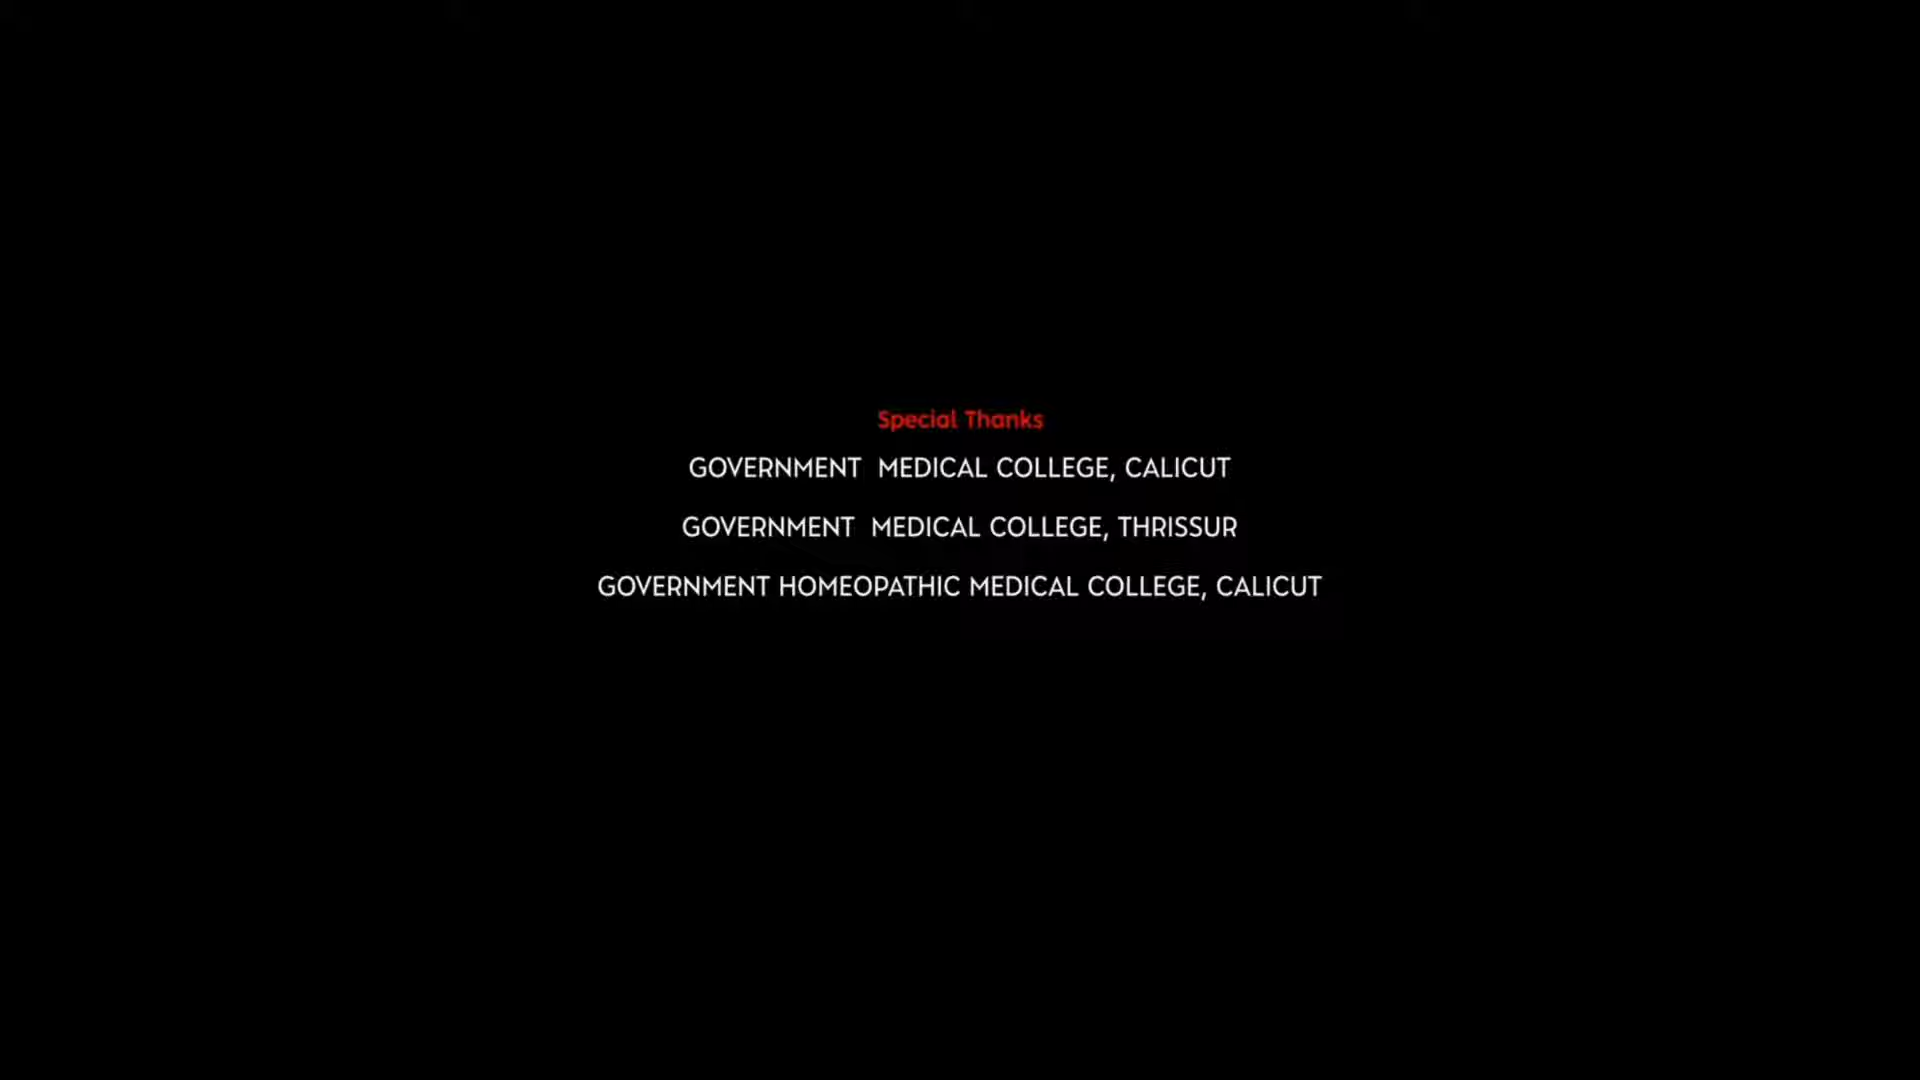 Special Thanks
GOVERNMENT  MEDICAL COLLEGE, CALICUT
GOVERNMENT  MEDICAL COLLEGE, THRISSUR
GOVERNMENT HOMEOPATHIC MEDICAL COLLEGE, CALICUT